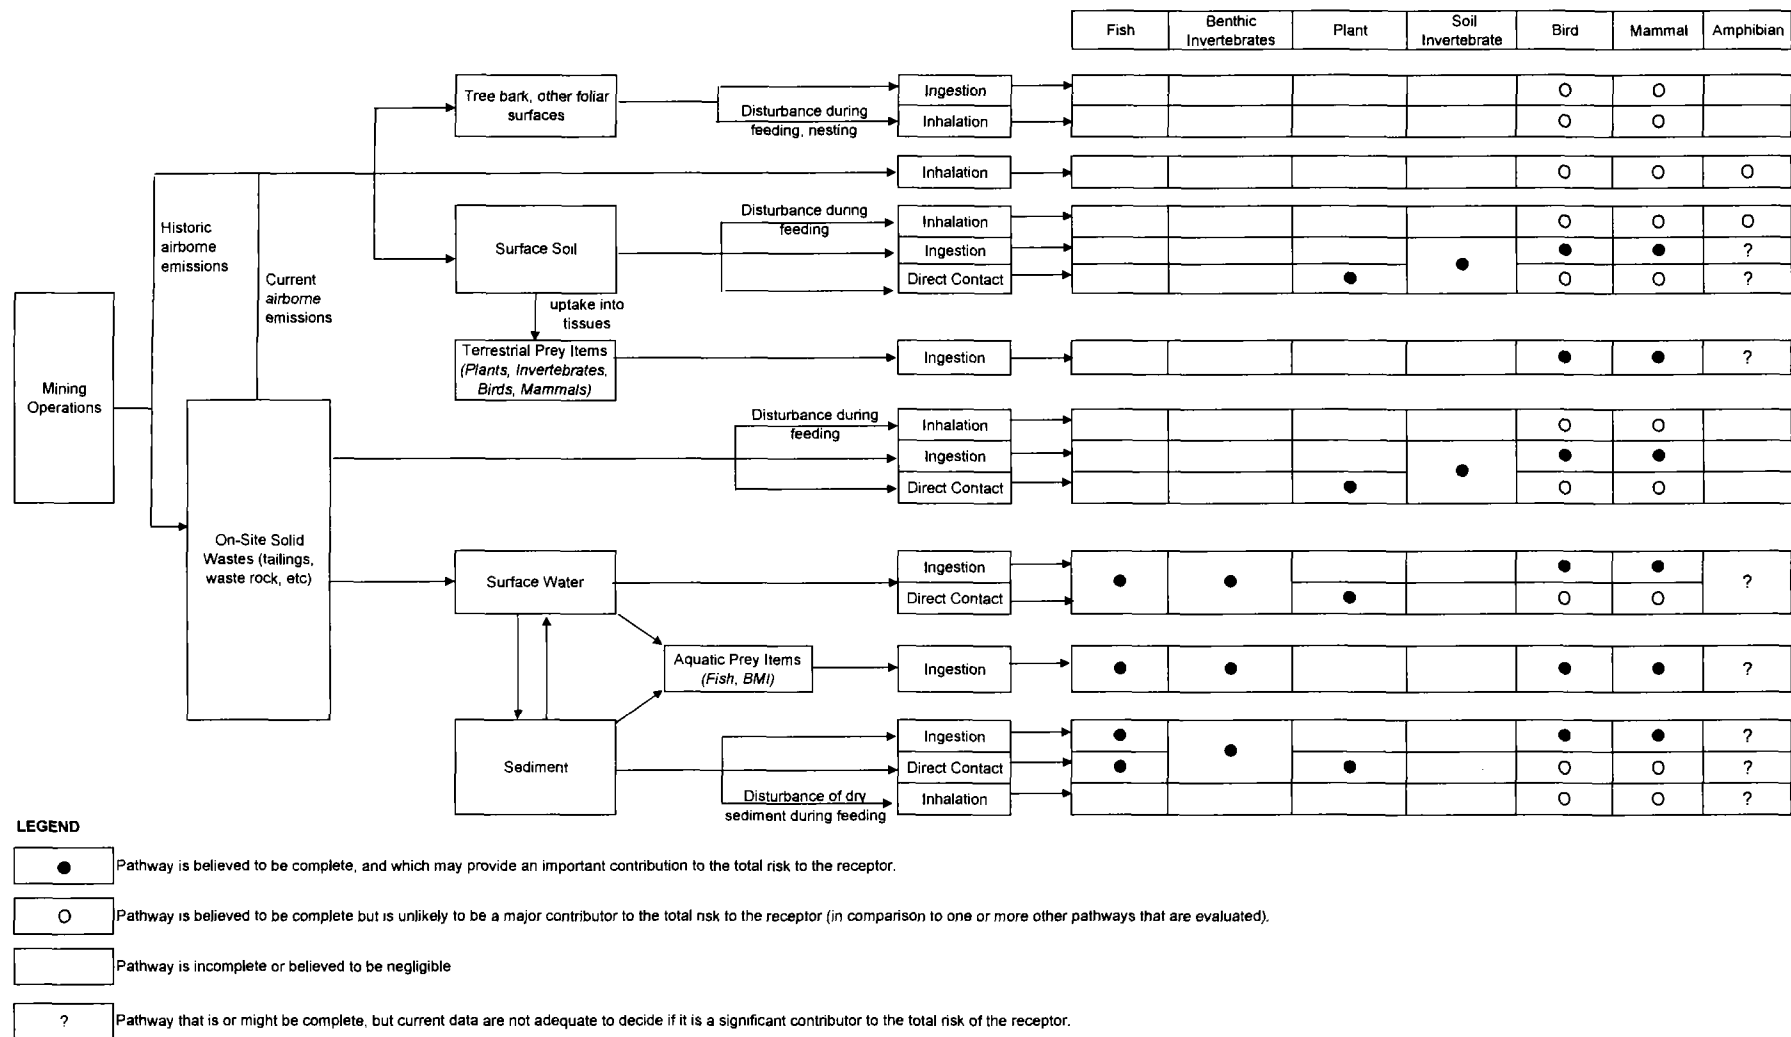 Fish
Benthic
Invertebrates
Plant
Soil
Invertebrate
Bird
Mammal
Amphibian
Tree bark, other foliar
surfaces
Disturbance during
feeding, nesting
Ingestion
O O
Inhalation
O O
Inhalation
O O O
Historic
airborne
emissions
Current
airborne
emissions
Surface Soil
Disturbance during
feeding
Inhalation
O O O
Ingestion
● ● ● ?
Direct Contact
● O O ?
uptake into
tissues
Terrestrial Prey Items
(Plants, Invertebrates,
Birds, Mammals)
Ingestion
● ● ?
Mining
Operations
Disturbance during
feeding
Inhalation
O O
Ingestion
● ● ●
Direct Contact
● O O
On-Site Solid
Wastes (tailings,
waste rock, etc)
Surface Water
Ingestion
● ● ● ● ?
Direct Contact
● O O
Aquatic Prey Items
(Fish, BMI)
Ingestion
● ● ● ● ?
Sediment
Ingestion
● ● ● ● ?
Direct Contact
● ● O O ?
Disturbance of dry
sediment during feeding
Inhalation
O O ?
LEGEND
● Pathway is believed to be complete, and which may provide an important contribution to the total risk to the receptor.
O Pathway is believed to be complete but is unlikely to be a major contributor to the total risk to the receptor (in comparison to one or more other pathways that are evaluated).
Pathway is incomplete or believed to be negligible
? Pathway that is or might be complete, but current data are not adequate to decide if it is a significant contributor to the total risk of the receptor.